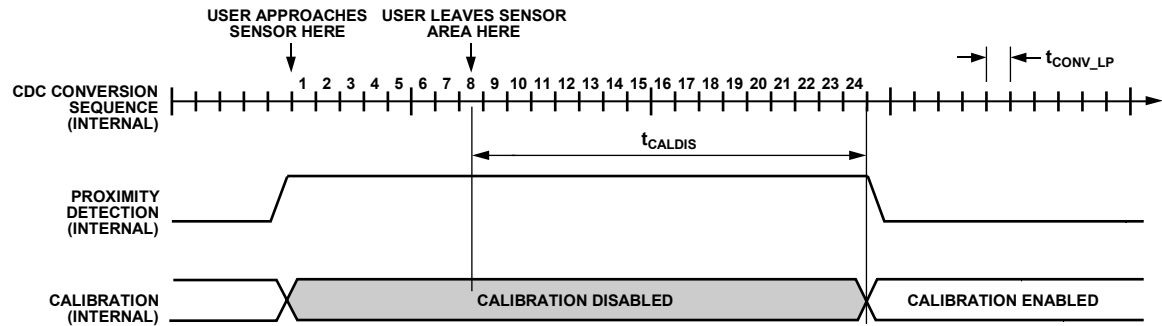 USER APPROACHES
SENSOR HERE
USER LEAVES SENSOR
AREA HERE
tCONV_LP
CDC CONVERSION
SEQUENCE
(INTERNAL)
1 2 3 4 5 6 7 8 9 10 11 12 13 14 15 16 17 18 19 20 21 22 23 24
tCALDIS
PROXIMITY
DETECTION
(INTERNAL)
CALIBRATION
(INTERNAL)
CALIBRATION DISABLED
CALIBRATION ENABLED